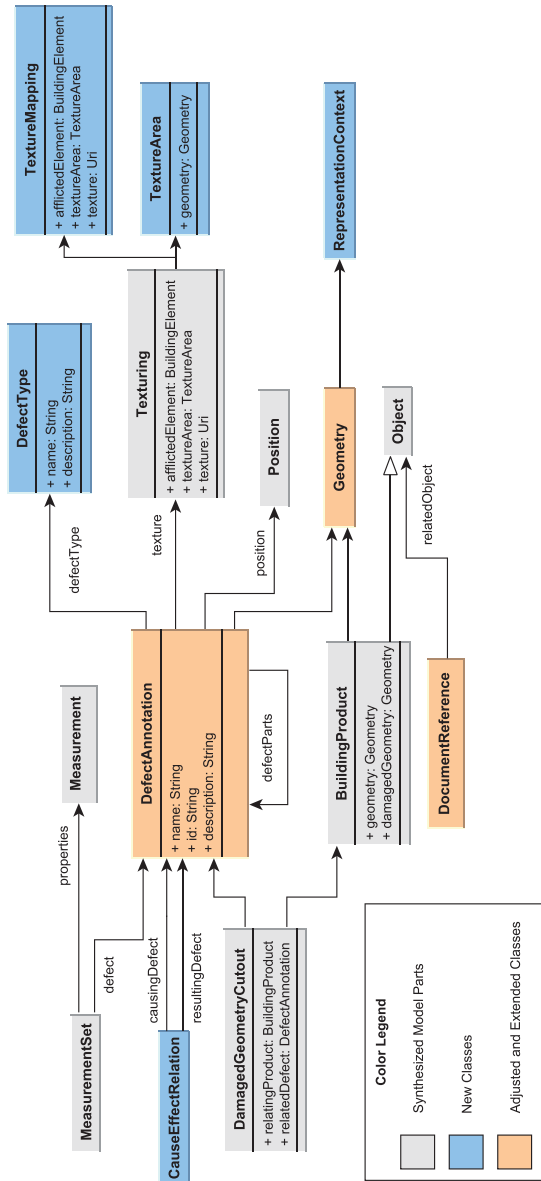 MeasurementSet
properties
Measurement
defect
CauseEffectRelation
causingDefect
resultingDefect
DefectAnnotation
+ name: String
+ id: String
+ description: String
defectParts
defectType
DefectType
+ name: String
+ description: String
texture
Texturing
+ afflictedElement: BuildingElement
+ textureArea: TextureArea
+ texture: Uri
TextureMapping
+ afflictedElement: BuildingElement
+ textureArea: TextureArea
+ texture: Uri
TextureArea
+ geometry: Geometry
position
Position
DamagedGeometryCutout
+ relatingProduct: BuildingProduct
+ relatedDefect: DefectAnnotation
BuildingProduct
+ geometry: Geometry
+ damagedGeometry: Geometry
Geometry
RepresentationContext
Object
DocumentReference
relatedObject
Color Legend
Synthesized Model Parts
New Classes
Adjusted and Extended Classes